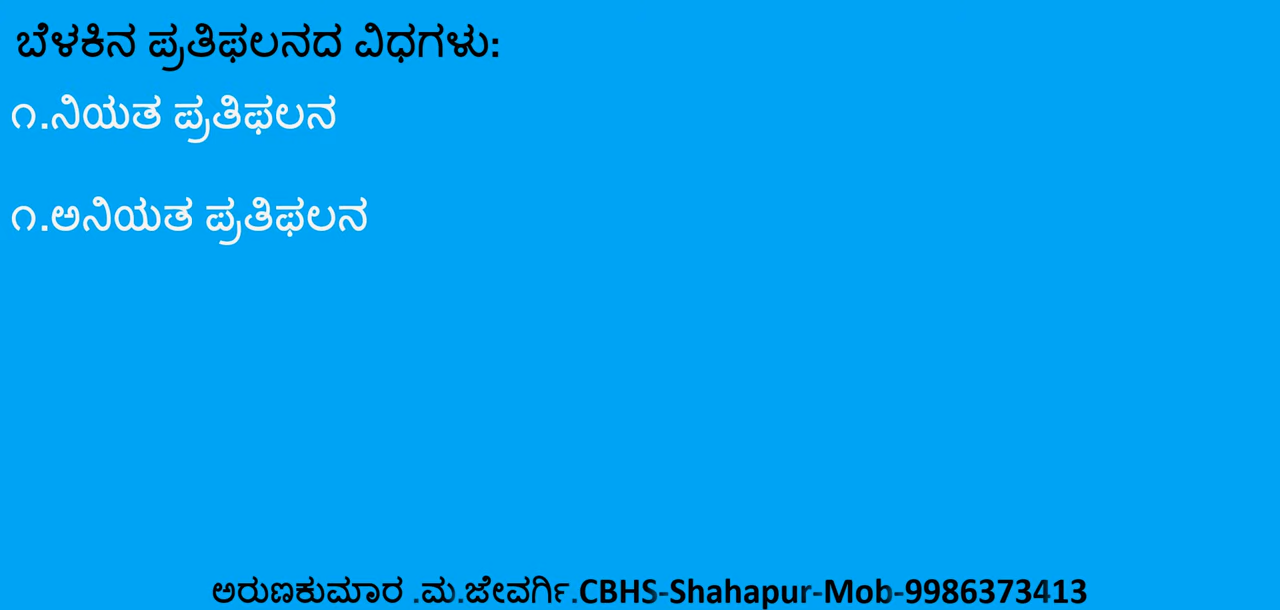 ಬೆಳಕಿನ ಪ್ರತಿಫಲನದ ವಿಧಗಳು:
೧.ನಿಯತ ಪ್ರತಿಫಲನ
೧.ಅನಿಯತ ಪ್ರತಿಫಲನ
ಅರುಣಕುಮಾರ .ಮ.ಜೇವರ್ಗಿ.CBHS-Shahapur-Mob-9986373413